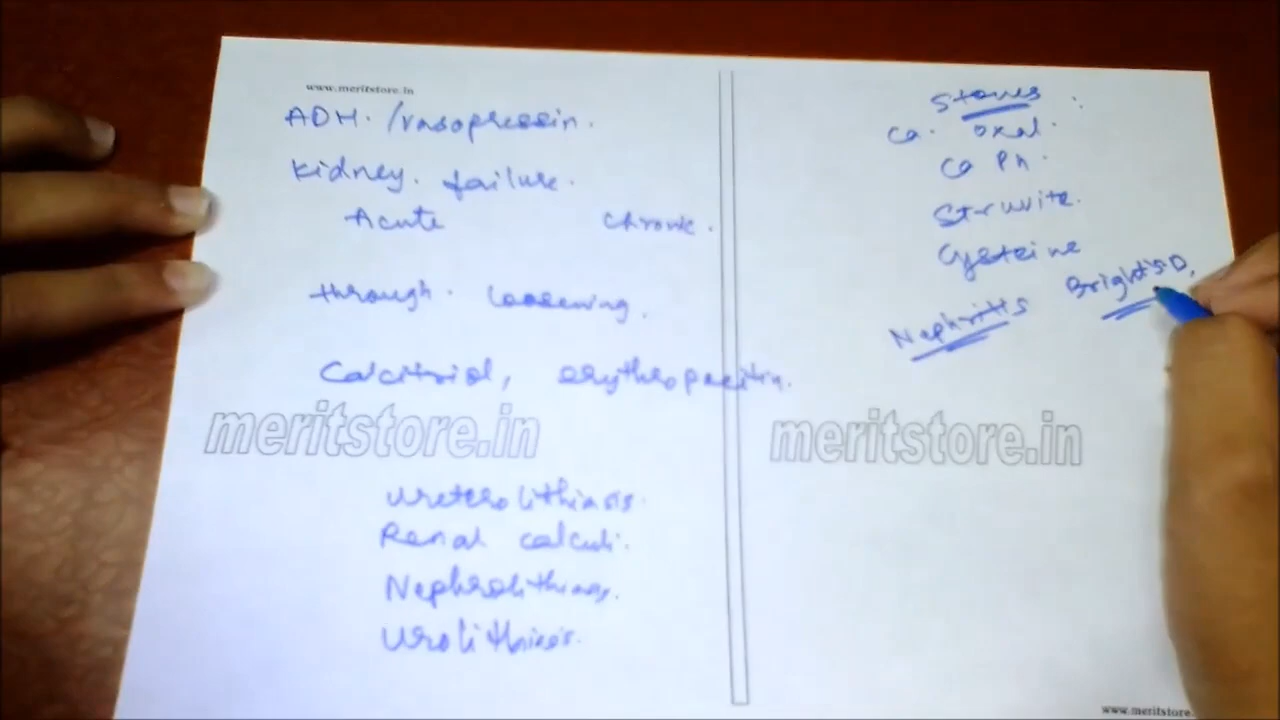 www.meritstore.in
ADH. /vasopressin.
Kidney. failure.
Acute chronic.
through. loosening.
Calcitriol, erythropoeitin.
meritstore.in
Ureterolithiasis.
Renal calculi.
Nephrolithiasis.
Urolithiasis.
Stones :
Ca. oxal.
Ca Ph.
Struvite.
Cysteine
Nephritis Bright's D.
meritstore.in
www.meritstore.in